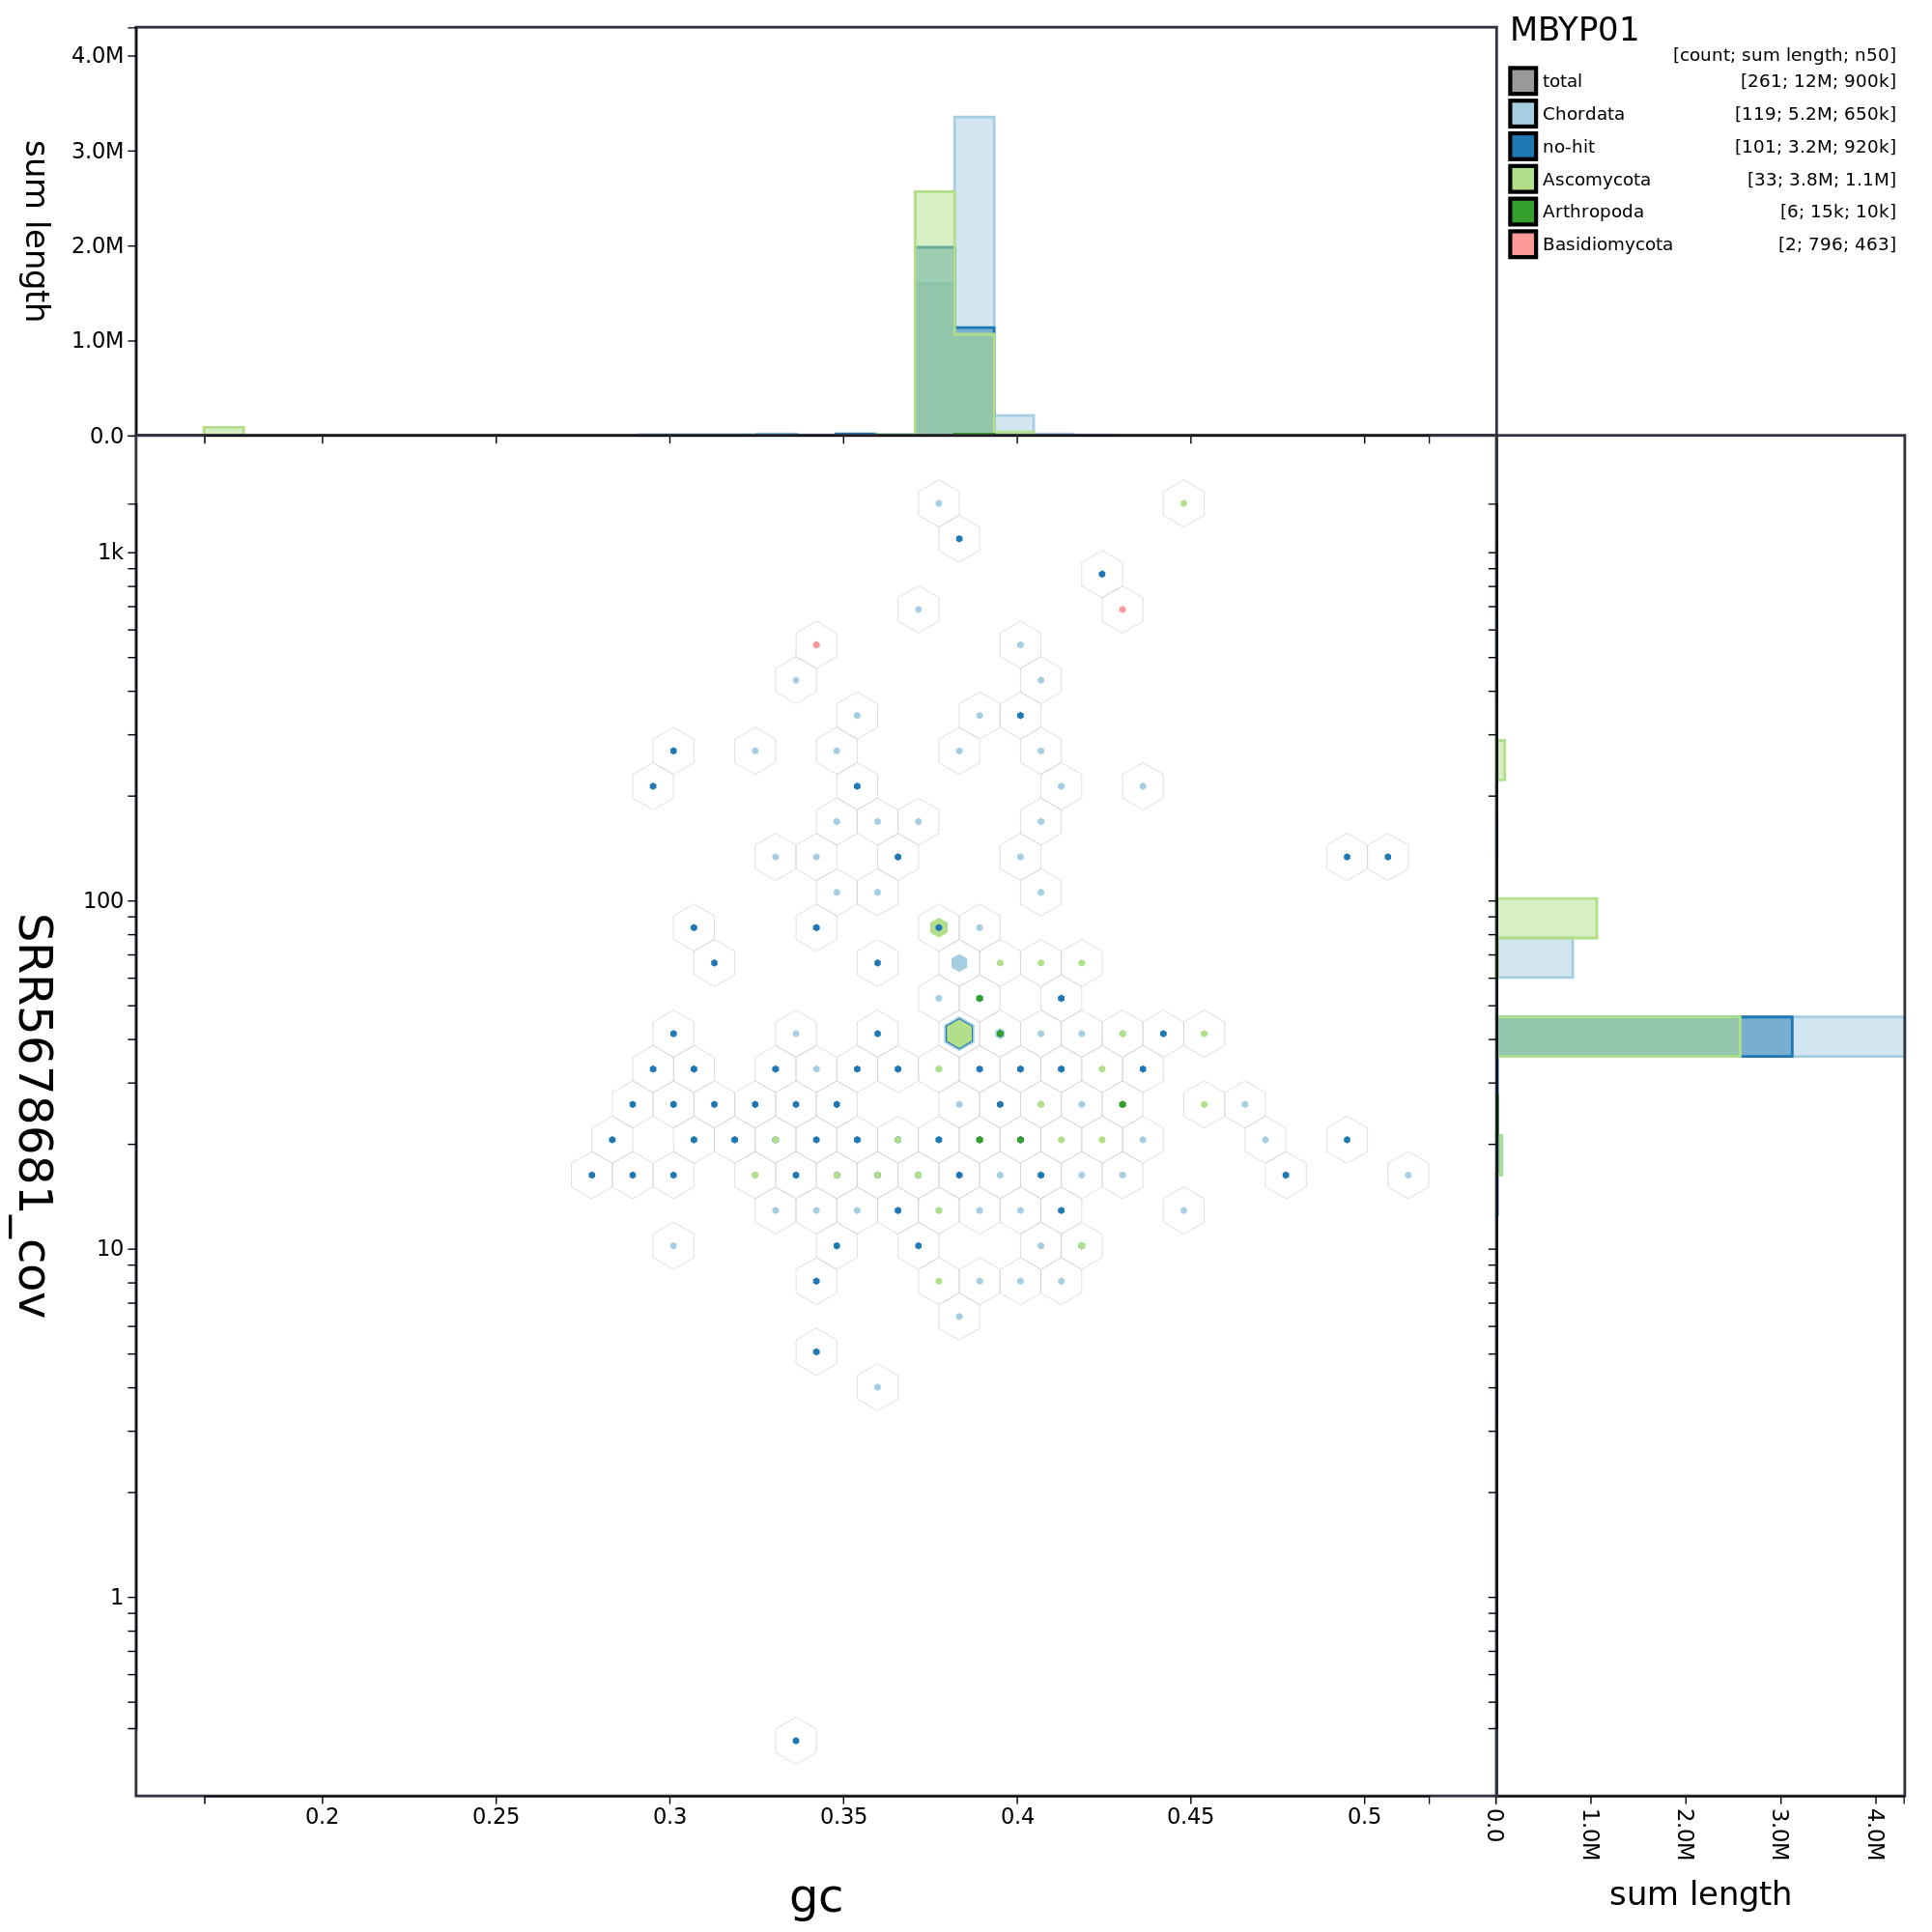 MBYP01
[count; sum length; n50]
total [261; 12M; 900k]
Chordata [119; 5.2M; 650k]
no-hit [101; 3.2M; 920k]
Ascomycota [33; 3.8M; 1.1M]
Arthropoda [6; 15k; 10k]
Basidiomycota [2; 796; 463]
sum length
4.0M
3.0M
2.0M
1.0M
0.0
SRR5678681_cov
1k
100
10
1
0.2 0.25 0.3 0.35 0.4 0.45 0.5
gc
0.0 1.0M 2.0M 3.0M 4.0M
sum length